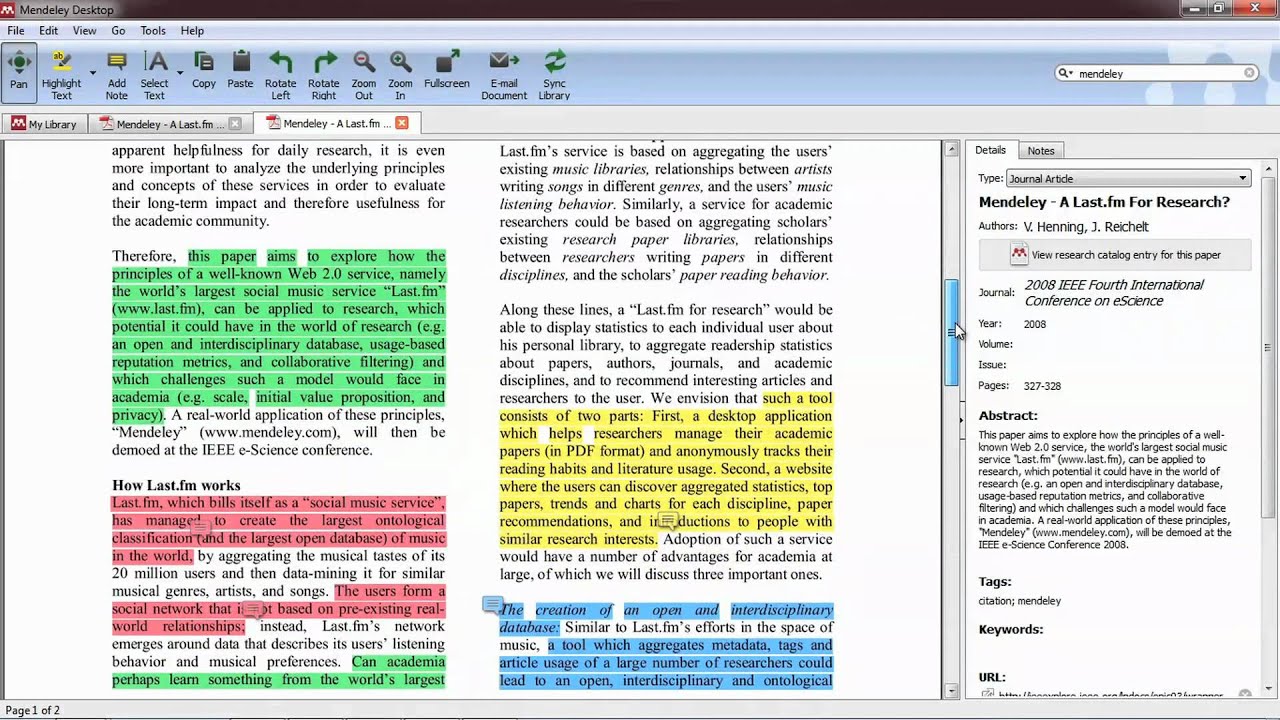 Mendeley Desktop
File Edit View Go Tools Help
Pan
Highlight Text
Add Note
Select Text
Copy
Paste
Rotate Left
Rotate Right
Zoom Out
Zoom In
Fullscreen
E-mail Document
Sync Library
mendeley
My Library
Mendeley - A Last.fm ...
Mendeley - A Last.fm ...
apparent helpfulness for daily research, it is even
more important to analyze the underlying principles
and concepts of these services in order to evaluate
their long-term impact and therefore usefulness for
the academic community.
Therefore, this paper aims to explore how the
principles of a well-known Web 2.0 service, namely
the world's largest social music service “Last.fm”
(www.last.fm), can be applied to research, which
potential it could have in the world of research (e.g.
an open and interdisciplinary database, usage-based
reputation metrics, and collaborative filtering) and
which challenges such a model would face in
academia (e.g. scale, initial value proposition, and
privacy). A real-world application of these principles,
“Mendeley” (www.mendeley.com), will then be
demoed at the IEEE e-Science conference.
How Last.fm works
Last.fm, which bills itself as a “social music service”,
has managed to create the largest ontological
classification (and the largest open database) of music
in the world, by aggregating the musical tastes of its
20 million users and then data-mining it for similar
musical genres, artists, and songs. The users form a
social network that is not based on pre-existing real-
world relationships; instead, Last.fm's network
emerges around data that describes its users' listening
behavior and musical preferences. Can academia
perhaps learn something from the world's largest
Last.fm's service is based on aggregating the users'
existing music libraries, relationships between artists
writing songs in different genres, and the users' music
listening behavior. Similarly, a service for academic
researchers could be based on aggregating scholars'
existing research paper libraries, relationships
between researchers writing papers in different
disciplines, and the scholars' paper reading behavior.
Along these lines, a “Last.fm for research” would be
able to display statistics to each individual user about
his personal library, to aggregate readership statistics
about papers, authors, journals, and academic
disciplines, and to recommend interesting articles and
researchers to the user. We envision that such a tool
consists of two parts: First, a desktop application
which helps researchers manage their academic
papers (in PDF format) and anonymously tracks their
reading habits and literature usage. Second, a website
where the users can discover aggregated statistics, top
papers, trends and charts for each discipline, paper
recommendations, and introductions to people with
similar research interests. Adoption of such a service
would have a number of advantages for academia at
large, of which we will discuss three important ones.
The creation of an open and interdisciplinary
database: Similar to Last.fm's efforts in the space of
music, a tool which aggregates metadata, tags and
article usage of a large number of researchers could
lead to an open, interdisciplinary and ontological
Details Notes
Type: Journal Article
Mendeley - A Last.fm For Research?
Authors: V. Henning, J. Reichelt
View research catalog entry for this paper
Journal: 2008 IEEE Fourth International
Conference on eScience
Year: 2008
Volume:
Issue:
Pages: 327-328
Abstract:
This paper aims to explore how the principles of a well-
known Web 2.0 service, the world's largest social music
service "Last.fm" (www.last.fm), can be applied to
research, which potential it could have in the world of
research (e.g. an open and interdisciplinary database,
usage-based reputation metrics, and collaborative
filtering) and which challenges such a model would face
in academia. A real-world application of these principles,
"Mendeley" (www.mendeley.com), will be demoed at the
IEEE e-Science Conference 2008.
Tags:
citation; mendeley
Keywords:
URL:
Page 1 of 2